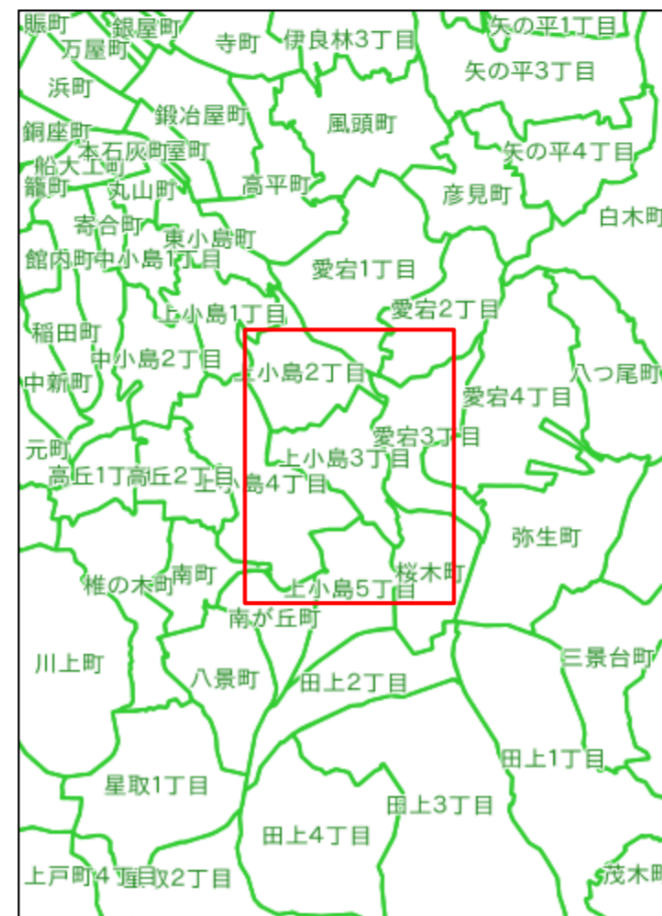 賑町
銀屋町
矢の平1丁目
万屋町
寺町
伊良林3丁目
矢の平3丁目
浜町
鍛冶屋町
風頭町
銅座町
本石灰町
屋町
矢の平4丁目
船大工町
籠町
丸山町
高平町
彦見町
白木町
寄合町
東小島町
館内町
中小島1丁目
愛宕1丁目
上小島1丁目
愛宕2丁目
稲田町
中小島2丁目
上小島2丁目
八つ尾町
中新町
愛宕4丁目
元町
愛宕3丁目
上小島3丁目
高丘1丁
高丘2丁目
上小島4丁目
弥生町
椎の木町
南町
桜木町
上小島5丁目
南が丘町
川上町
八景町
田上2丁目
三景台町
星取1丁目
田上1丁目
田上3丁目
田上4丁目
上戸町4丁目
星取2丁目
茂木町